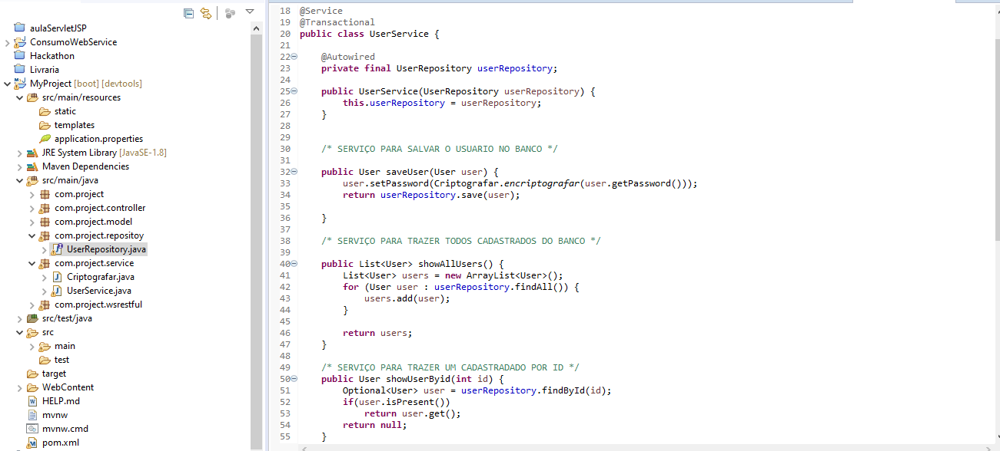 aulaServletJSP
ConsumoWebService
Hackathon
Livraria
MyProject [boot] [devtools]
src/main/resources
static
templates
application.properties
JRE System Library [JavaSE-1.8]
Maven Dependencies
src/main/java
com.project
com.project.controller
com.project.model
com.project.repositoy
UserRepository.java
com.project.service
Criptografar.java
UserService.java
com.project.wsrestful
src/test/java
src
main
test
target
WebContent
HELP.md
mvnw
mvnw.cmd
pom.xml
18 @Service
19 @Transactional
20 public class UserService {
21
22 @Autowired
23 private final UserRepository userRepository;
24
25 public UserService(UserRepository userRepository) {
26 this.userRepository = userRepository;
27 }
28
29
30 /* SERVIÇO PARA SALVAR O USUARIO NO BANCO */
31
32 public User saveUser(User user) {
33 user.setPassword(Criptografar.encriptografar(user.getPassword()));
34 return userRepository.save(user);
35
36 }
37
38 /* SERVIÇO PARA TRAZER TODOS CADASTRADOS DO BANCO */
39
40 public List<User> showAllUsers() {
41 List<User> users = new ArrayList<User>();
42 for (User user : userRepository.findAll()) {
43 users.add(user);
44 }
45
46 return users;
47 }
48
49 /* SERVIÇO PARA TRAZER UM CADASTRADADO POR ID */
50 public User showUserByid(int id) {
51 Optional<User> user = userRepository.findById(id);
52 if(user.isPresent())
53 return user.get();
54 return null;
55 }